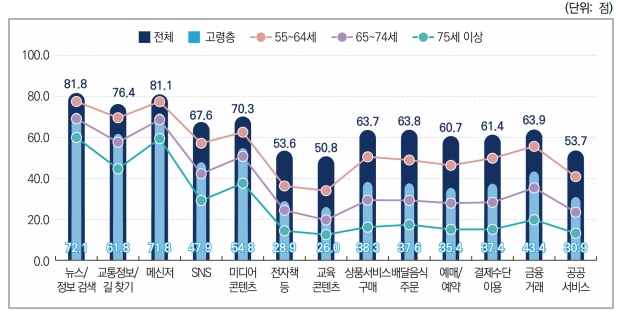 (단위: 점)
전체 고령층 55~64세 65~74세 75세 이상
100.0
80.0
60.0
40.0
20.0
0.0
81.8 76.4 81.1 67.6 70.3 53.6 50.8 63.7 63.8 60.7 61.4 63.9 53.7
72.1 61.8 71.8 47.9 54.8 28.9 26.0 38.3 37.6 35.4 37.4 43.4 30.9
뉴스/ 교통정보/ 메신저 SNS 미디어 전자책 교육 상품서비스 배달음식 예매/ 결제수단 금융 공공
정보 검색 길 찾기 콘텐츠 등 콘텐츠 구매 주문 예약 이용 거래 서비스